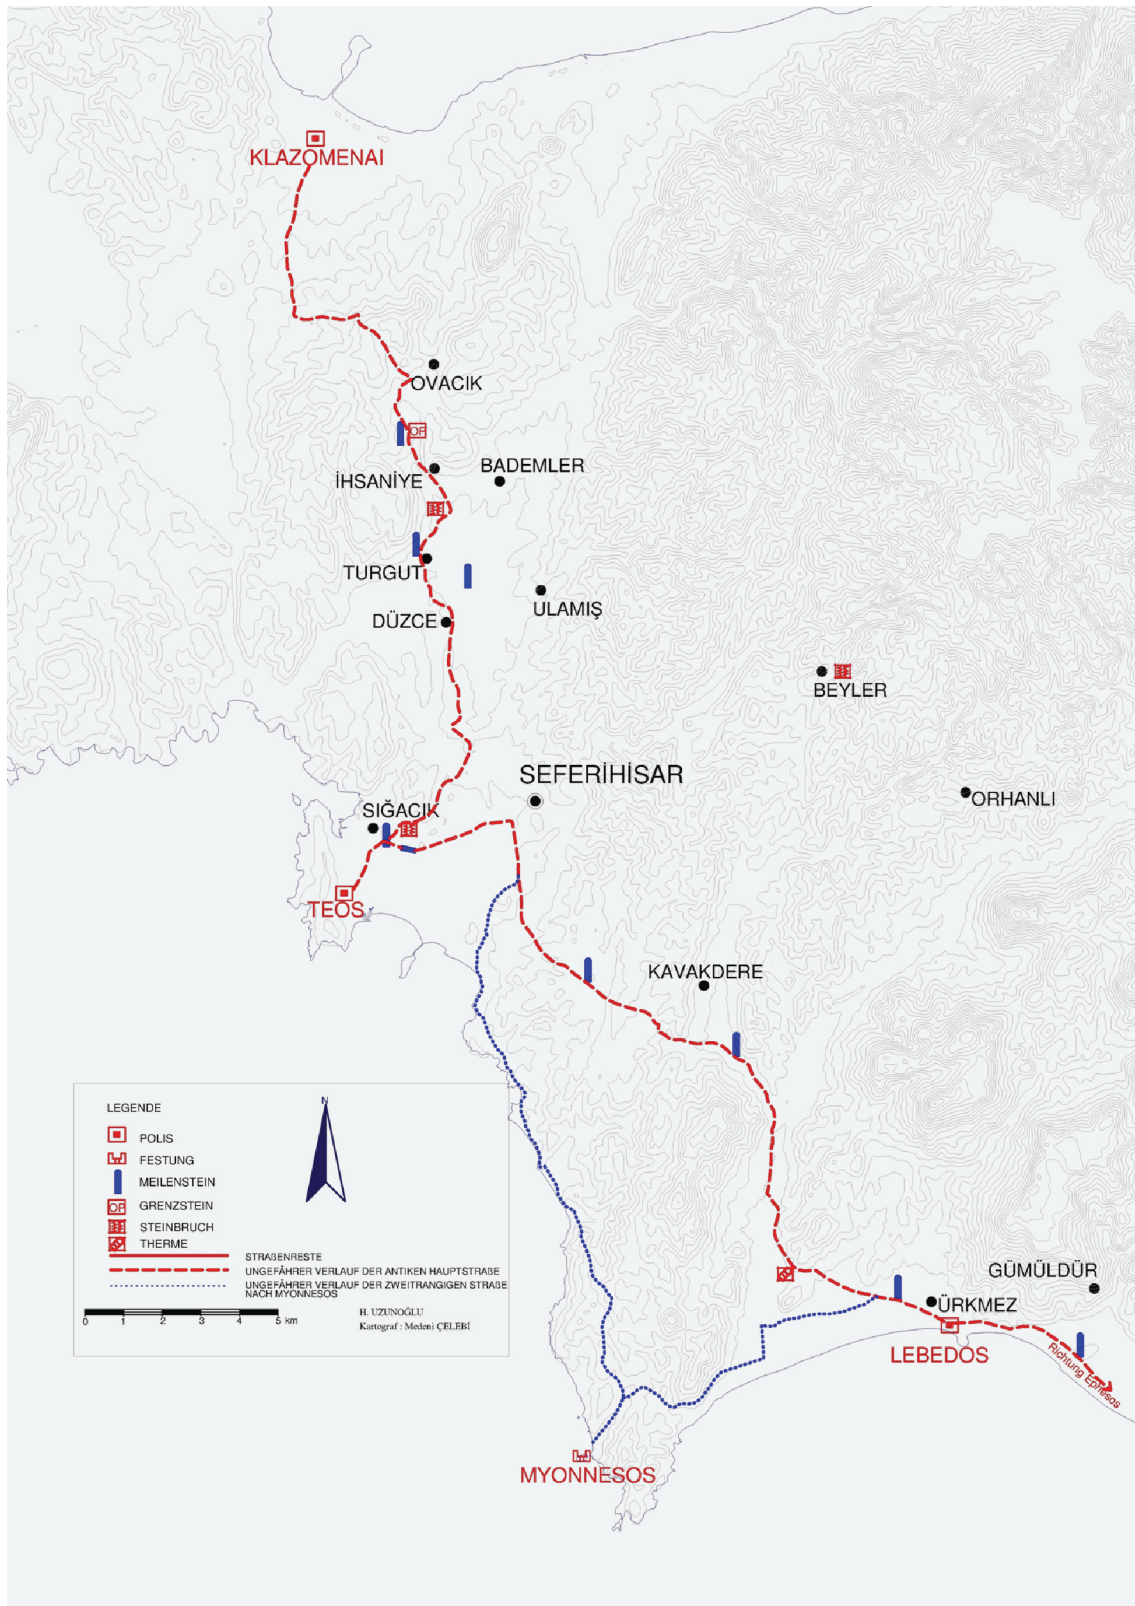 KLAZOMENAI
OVACIK
OP
BADEMLER
İHSANİYE
TURGUT
ULAMIŞ
DÜZCE
BEYLER
SEFERİHİSAR
ORHANLI
SIĞACIK
TEOS
KAVAKDERE
LEGENDE
N
POLIS
FESTUNG
MEILENSTEIN
OP GRENZSTEIN
STEINBRUCH
THERME
STRAßENRESTE
UNGEFÄHRER VERLAUF DER ANTIKEN HAUPTSTRAßE
UNGEFÄHRER VERLAUF DER ZWEITRANGIGEN STRAßE
NACH MYONNESOS
0 1 2 3 4 5 km
H. UZUNOĞLU
Kartograf : Medeni ÇELEBİ
GÜMÜLDÜR
ÜRKMEZ
LEBEDOS
Richtung Ephesos
MYONNESOS